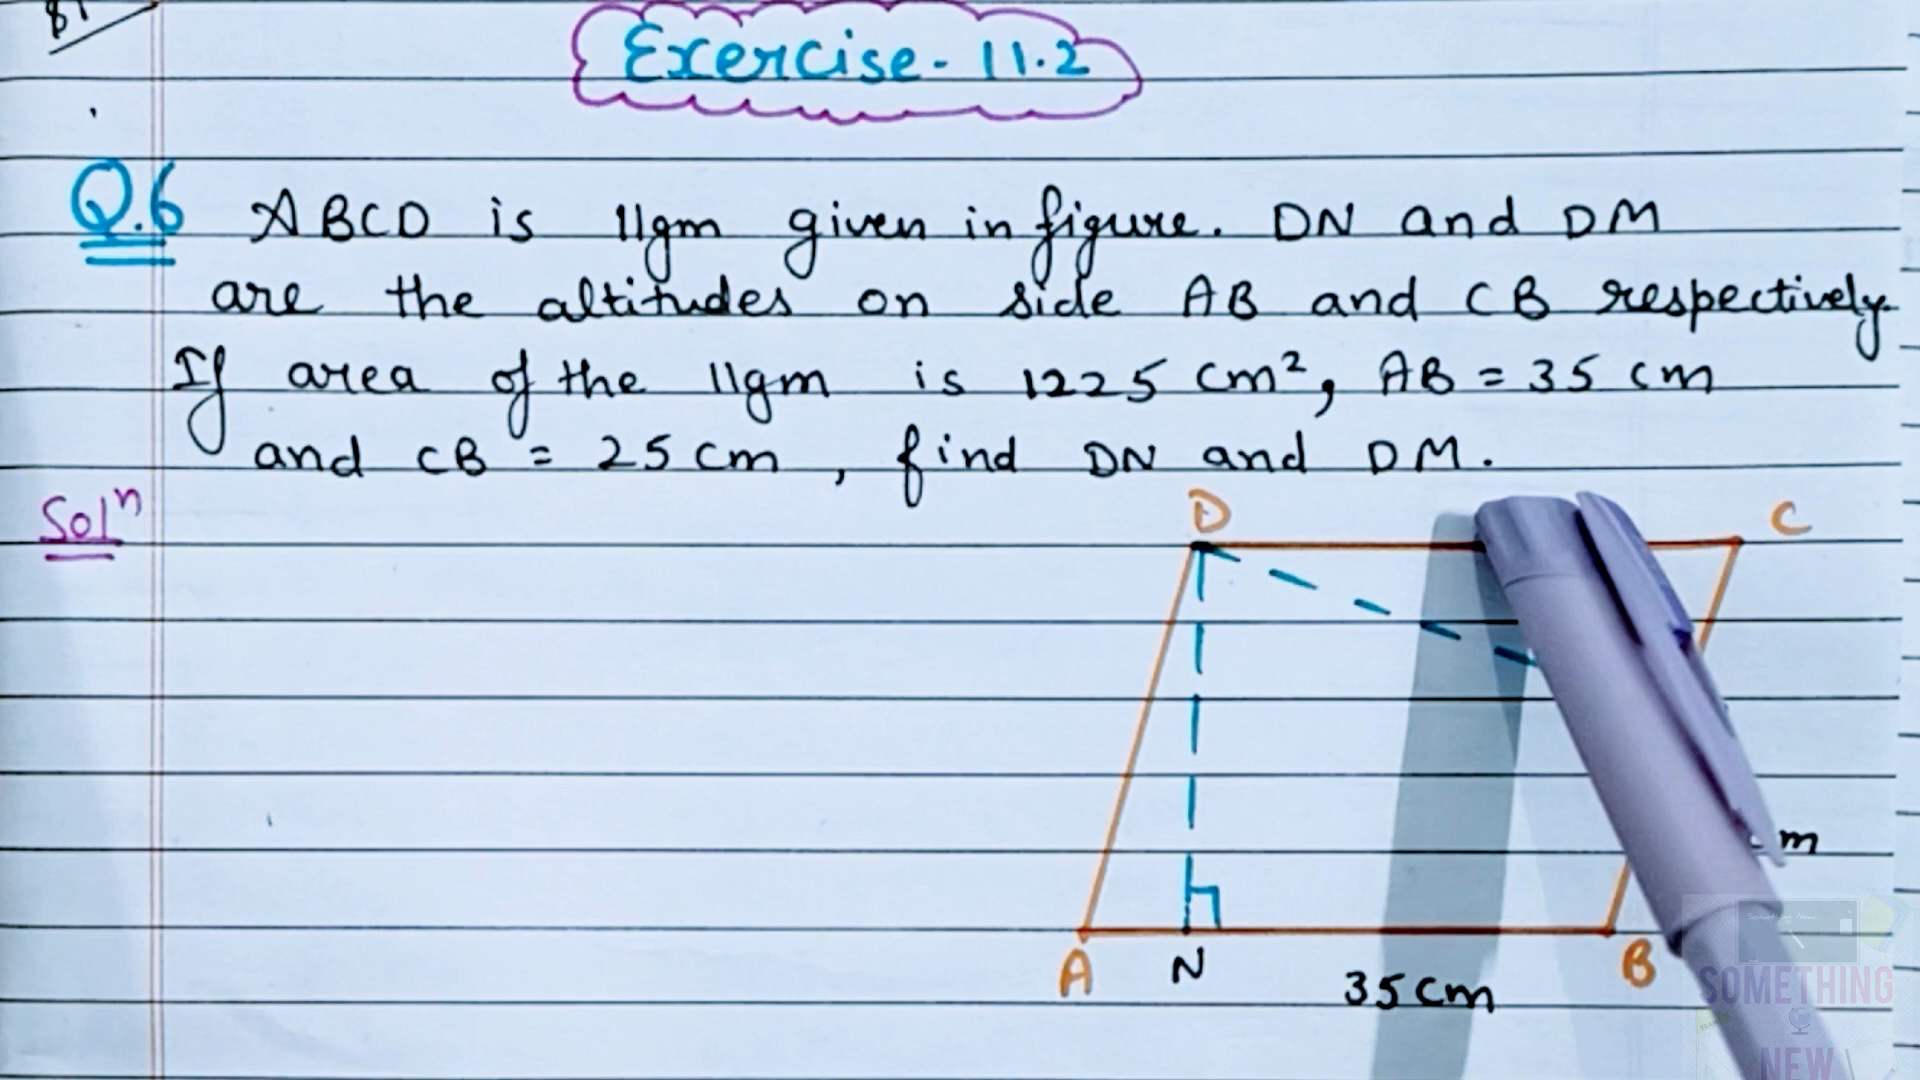 Exercise - 11.2
Q.6 ABCD is 11gm given in figure. DN and DM
are the altitudes on side AB and CB respectively.
If area of the 11gm is 1225 cm², AB = 35 cm
and CB = 25 cm, find DN and DM.
Solⁿ
D C
m
A N B
35 cm
SOMETHING
NEW